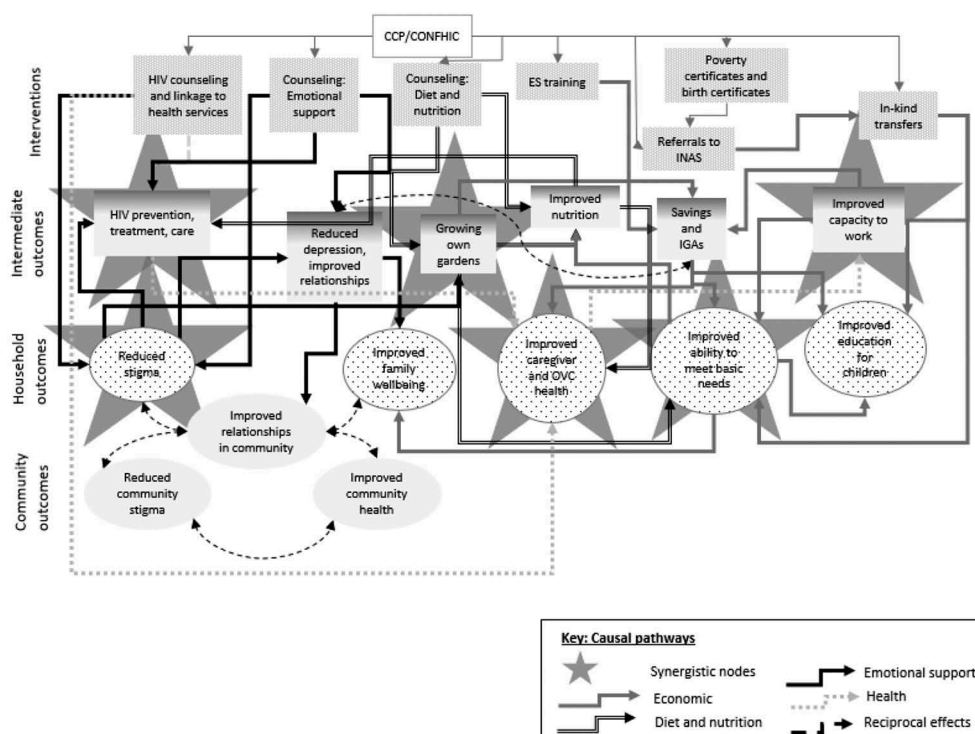 CCP/CONFHIC
Interventions
HIV counseling
and linkage to
health services
Counseling:
Emotional
support
Counseling:
Diet and
nutrition
ES training
Poverty
certificates and
birth certificates
Referrals to
INAS
In-kind
transfers
Intermediate
outcomes
HIV prevention,
treatment, care
Reduced
depression,
improved
relationships
Growing
own
gardens
Improved
nutrition
Savings
and
IGAs
Improved
capacity to
work
Household
outcomes
Reduced
stigma
Improved
family
wellbeing
Improved
caregiver
and OVC
health
Improved
ability to
meet basic
needs
Improved
education for
children
Community
outcomes
Improved
relationships
in community
Reduced
community
stigma
Improved
community
health
Key: Causal pathways
Synergistic nodes
Economic
Diet and nutrition
Emotional support
Health
Reciprocal effects